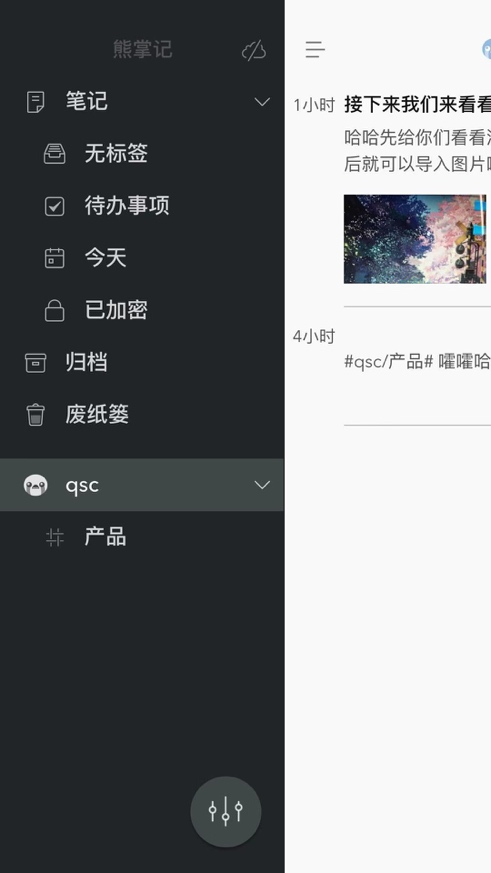 熊掌记
笔记
无标签
待办事项
今天
已加密
归档
废纸篓
qsc
产品
1小时
接下来我们来看看
哈哈先给你们看看
后就可以导入图片
4小时
#qsc/产品# 嚯嚯哈